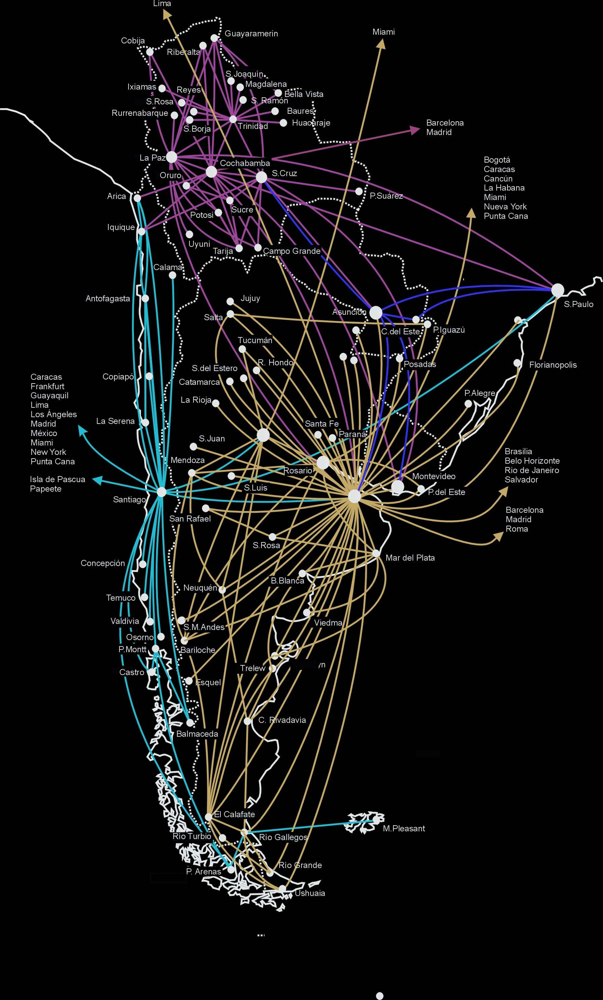 Lima
Guayaramerin
Miami
Cobija
Riberalta
S.Joaquín
Magdalena
Ixiamas
Reyes
Bella Vista
S.Rosa
S. Ramón
Rurrenabarque
Baures
Huacaraje
Trinidad
S.Borja
Barcelona
Madrid
La Paz
Cochabamba
Oruro
S.Cruz
Bogotá
Caracas
Cancún
La Habana
Miami
Nueva York
Punta Cana
Arica
P.Suárez
Sucre
Potosí
Iquique
Uyuni
Tarija
Campo Grande
Calama
Antofagasta
Jujuy
S.Paulo
Salta
Asunción
C.del Este
P.Iguazú
Tucumán
R. Hondo
Posadas
Florianopolis
S.del Estero
Copiapó
Catamarca
Caracas
Frankfurt
Guayaquil
Lima
Los Ángeles
Madrid
México
Miami
New York
Punta Cana
La Rioja
P.Alegre
La Serena
Santa Fe
Paraná
S.Juan
Mendoza
Brasilia
Belo Horizonte
Rio de Janeiro
Salvador
Rosario
Isla de Pascua
Papeete
Montevideo
S.Luis
P.del Este
Santiago
San Rafael
Barcelona
Madrid
Roma
S.Rosa
Mar del Plata
Concepción
B.Blanca
Neuquén
Temuco
Valdivia
Viedma
S.M.Andes
Osorno
P.Montt
Bariloche
Trelew
yn
Castro
Esquel
C. Rivadavia
Balmaceda
El Calafate
M.Pleasant
Río Turbio
Río Gallegos
Río Grande
P. Arenas
Ushuaia